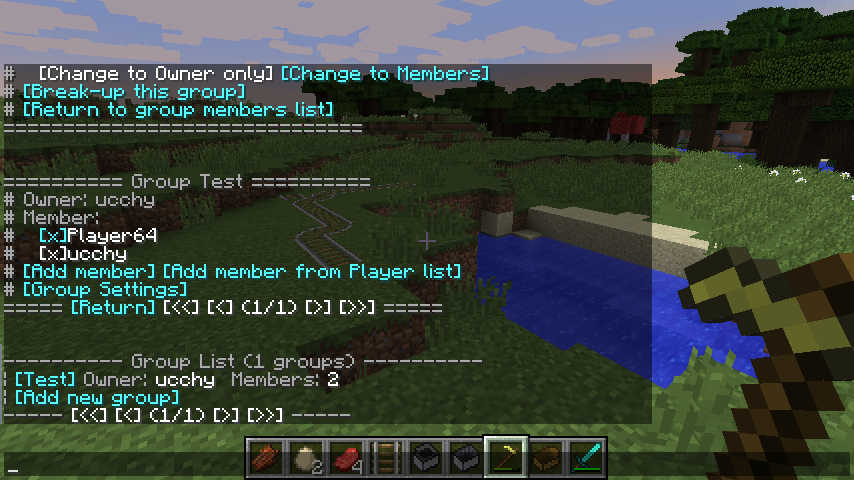 #   [Change to Owner only] [Change to Members]
# [Break-up this group]
# [Return to group members list]
=============================
========== Group Test ==========
# Owner: ucchy
# Member:
#   [x]Player64
#   [x]ucchy
# [Add member] [Add member from Player list]
# [Group Settings]
===== [Return] [<<] [<] (1/1) [>] [>>] =====
---------- Group List (1 groups) ----------
¦ [Test] Owner: ucchy  Members: 2
¦ [Add new group]
----- [<<] [<] (1/1) [>] [>>] -----
2 4
_